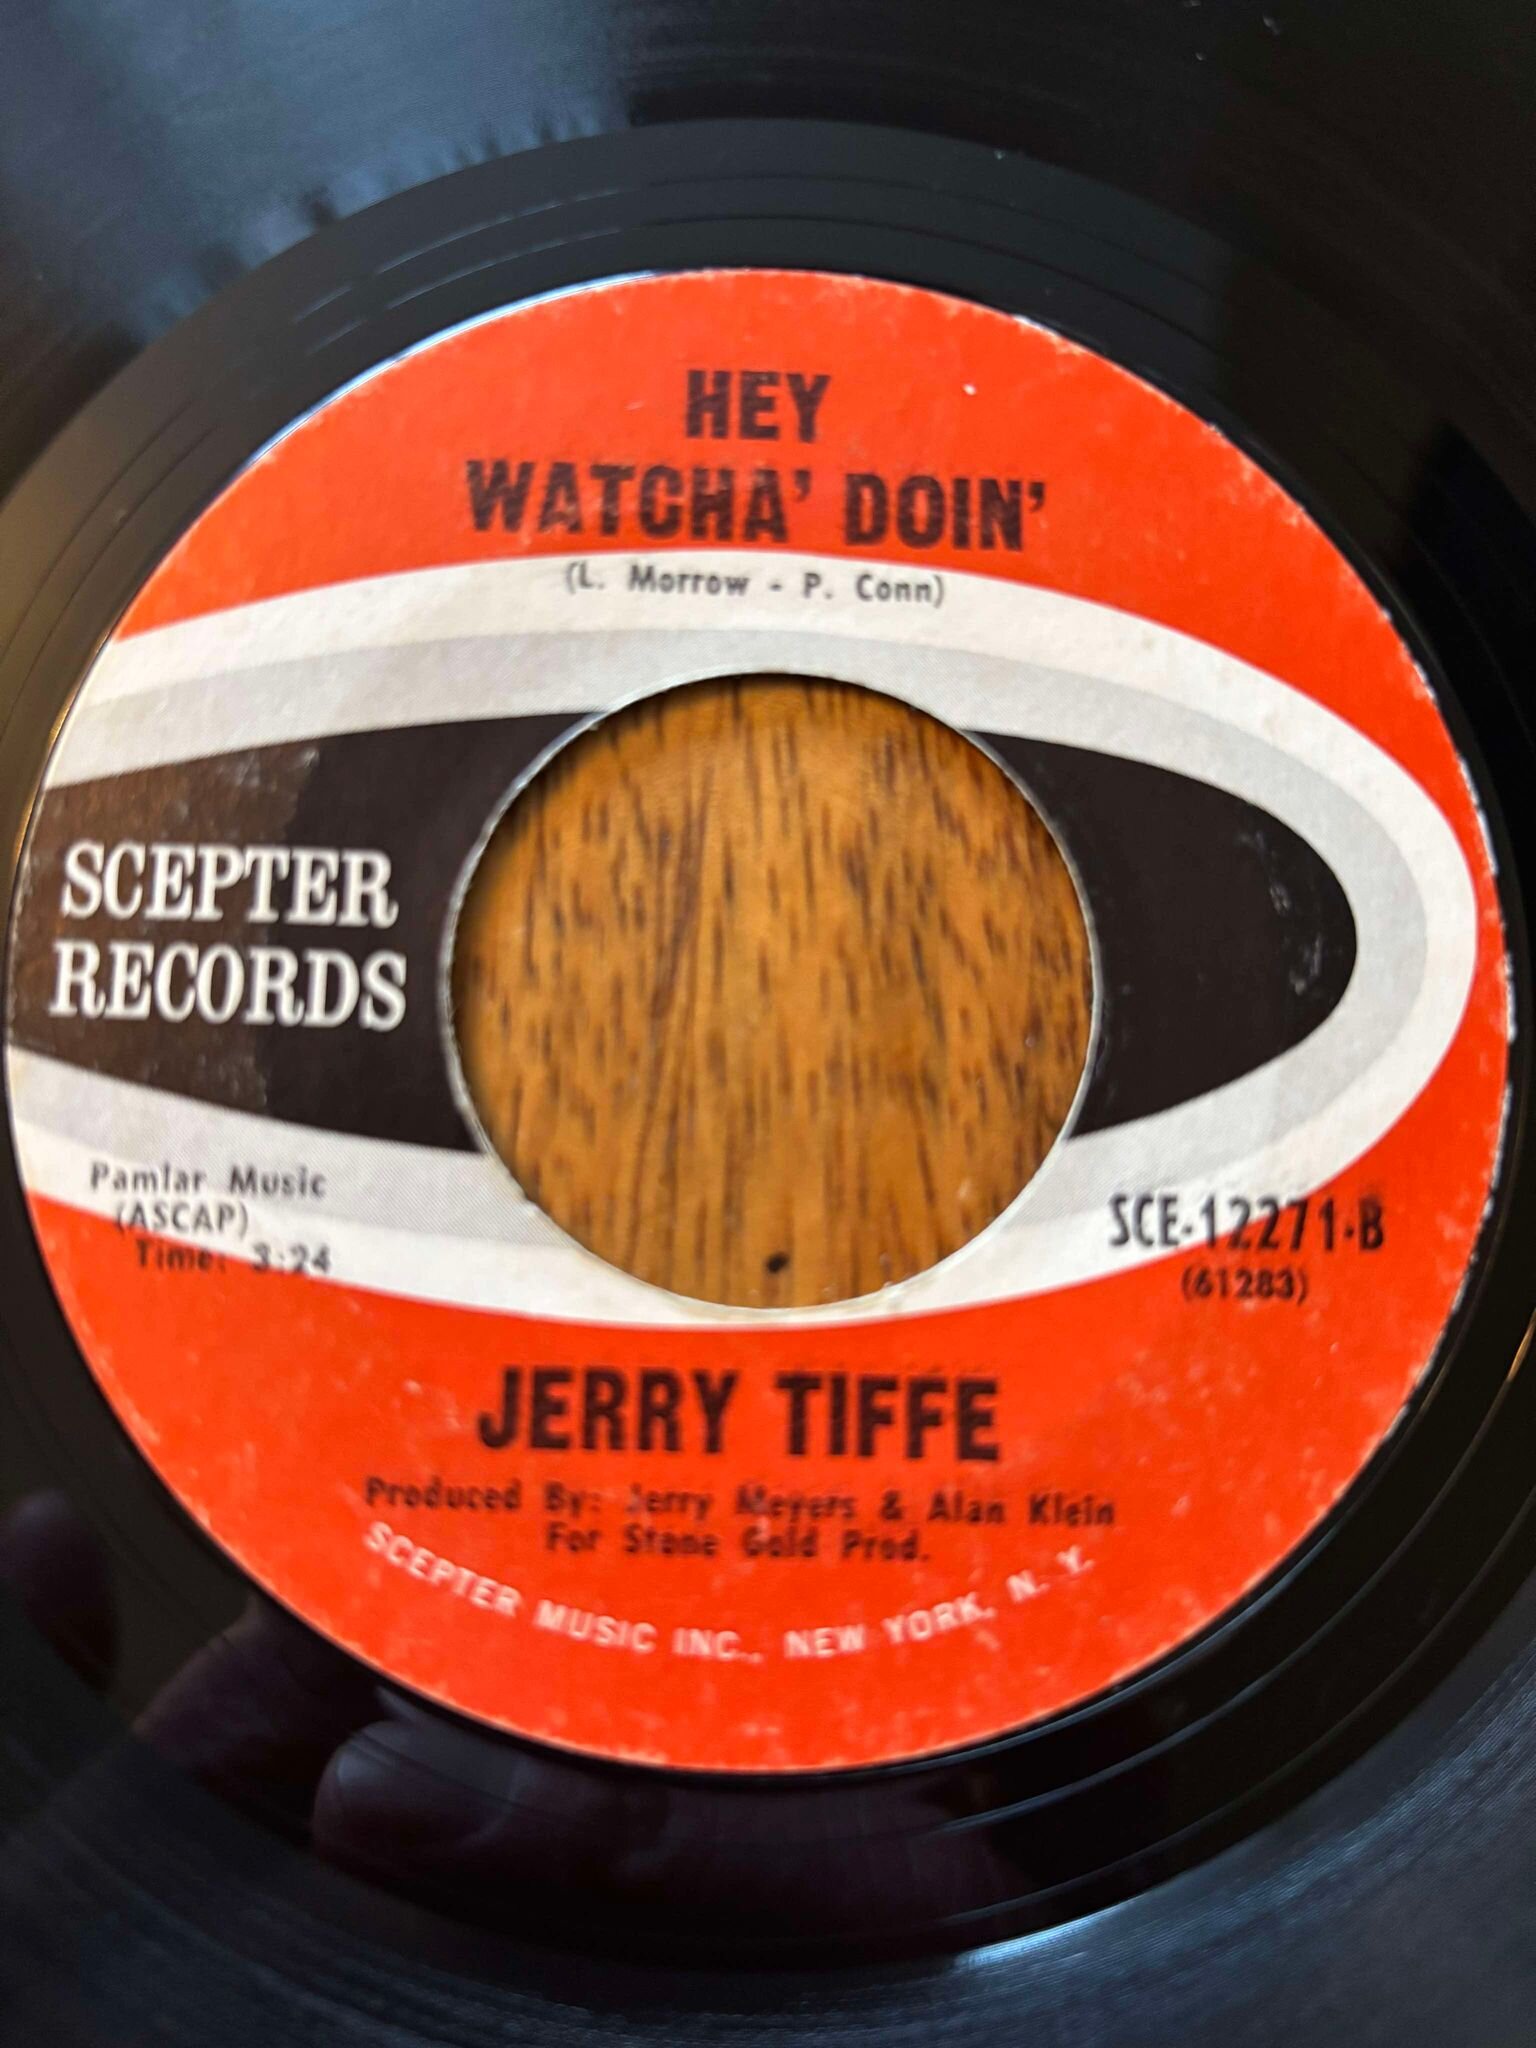 HEY
WATCHA' DOIN'
(L. Morrow - P. Conn)
SCEPTER
RECORDS
Pamlar Music
(ASCAP)
Time: 3:24
SCE-12271-B
(61283)
JERRY TIFFE
Produced By: Jerry Meyers & Alan Klein
For Stone Gold Prod.
SCEPTER MUSIC INC., NEW YORK, N. Y.